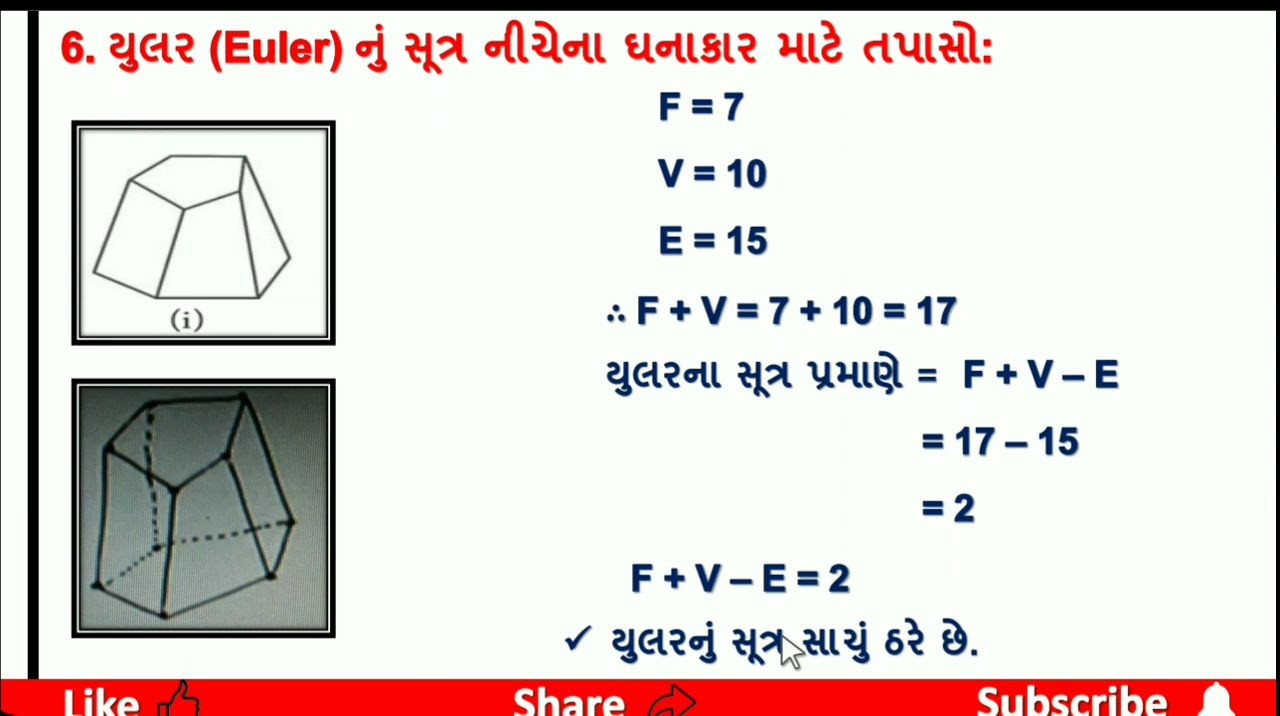 6. યુલર (Euler) નું સૂત્ર નીચેના ઘનાકાર માટે તપાસો:
F = 7
V = 10
E = 15
(i)
∴ F + V = 7 + 10 = 17
યુલરના સૂત્ર પ્રમાણે = F + V – E
= 17 – 15
= 2
F + V – E = 2
✓ યુલરનું સૂત્ર સાચું ઠરે છે.
Like Share Subscribe